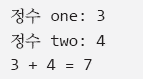 정수 one: 3
정수 two: 4
3 + 4 = 7